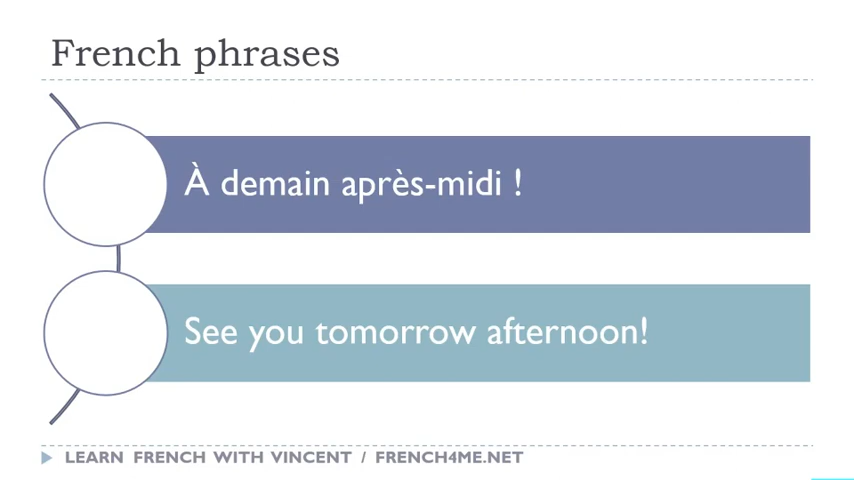 French phrases
À demain après-midi !
See you tomorrow afternoon!
LEARN FRENCH WITH VINCENT / FRENCH4ME.NET